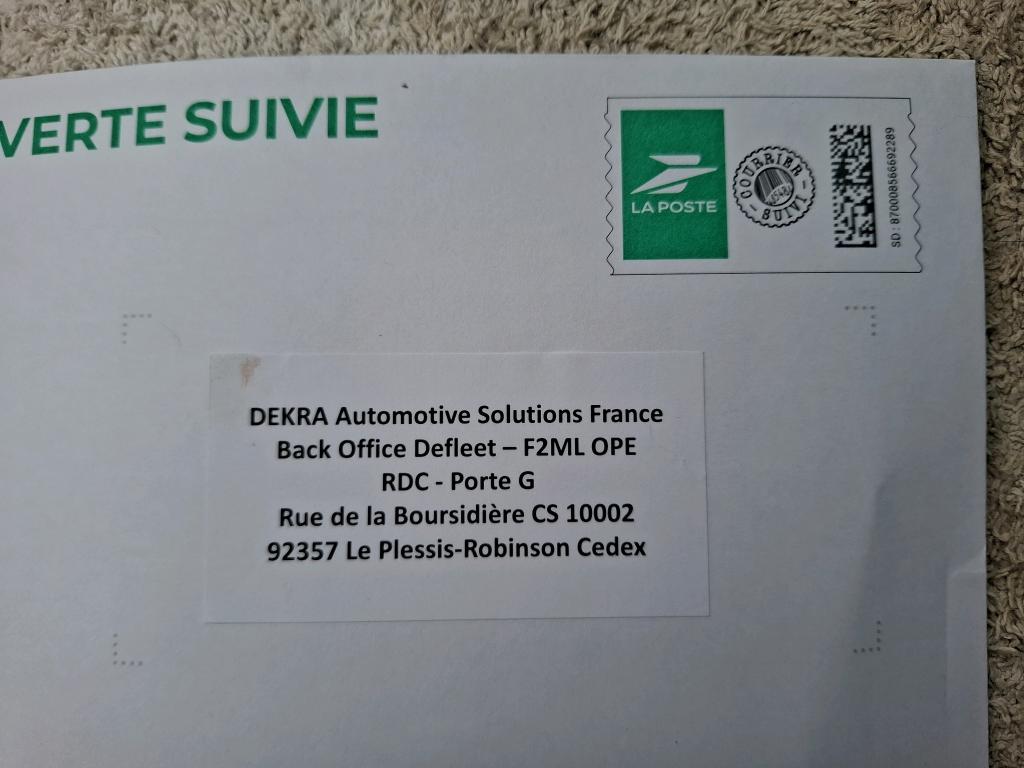 VERTE SUIVIE
LA POSTE
COURRIER
SUIVI
SD : 870008566692289
DEKRA Automotive Solutions France
Back Office Defleet – F2ML OPE
RDC - Porte G
Rue de la Boursidière CS 10002
92357 Le Plessis-Robinson Cedex